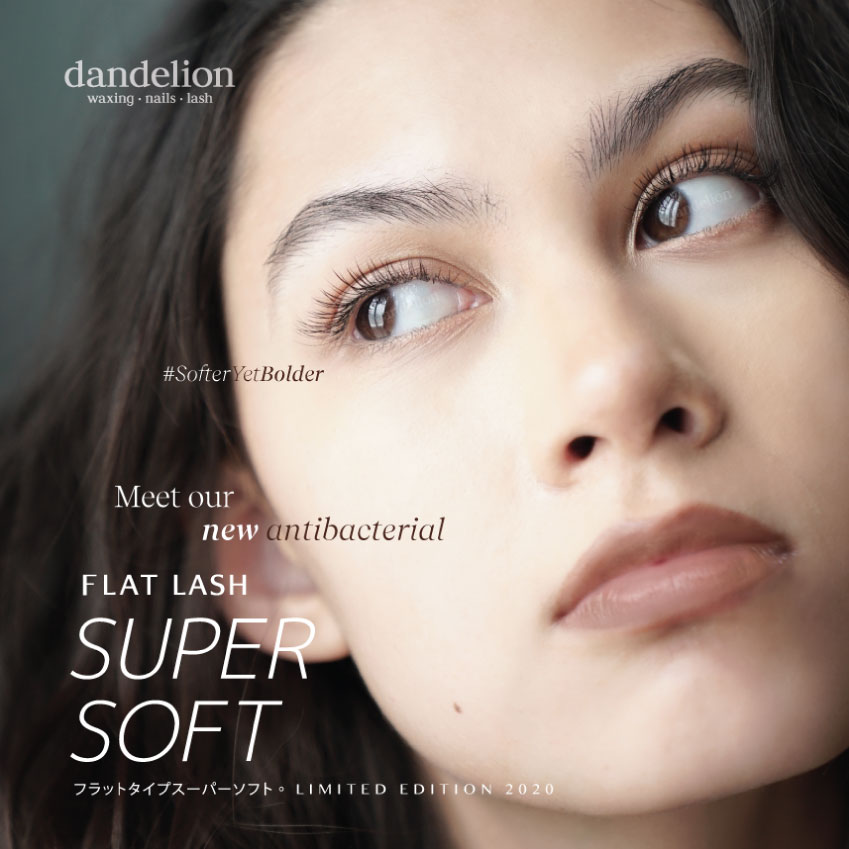 dandelion
waxing · nails · lash
#SofterYetBolder
Meet our
new antibacterial
FLAT LASH
SUPER
SOFT
フラットタイプスーパーソフト。 LIMITED EDITION 2020